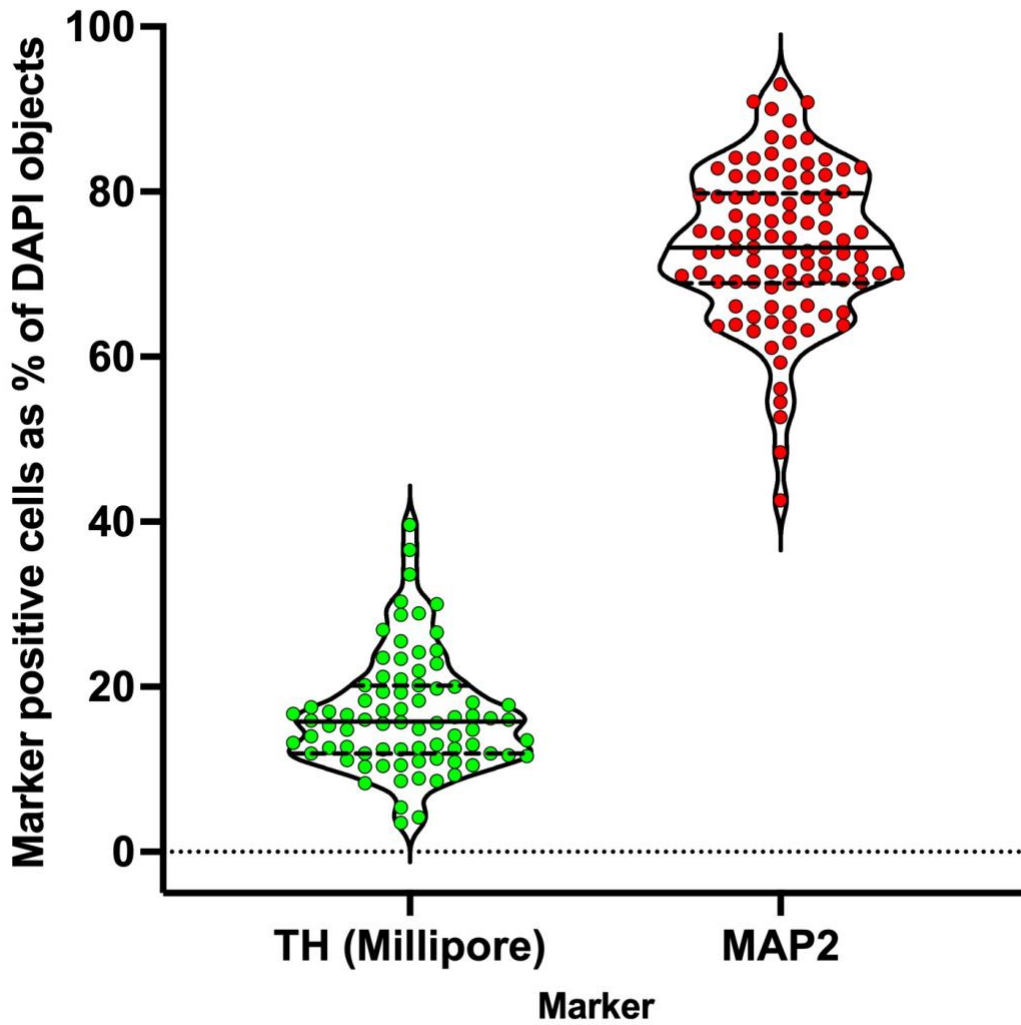 Marker positive cells as % of DAPI objects
100
80
60
40
20
0
TH (Millipore)
MAP2
Marker